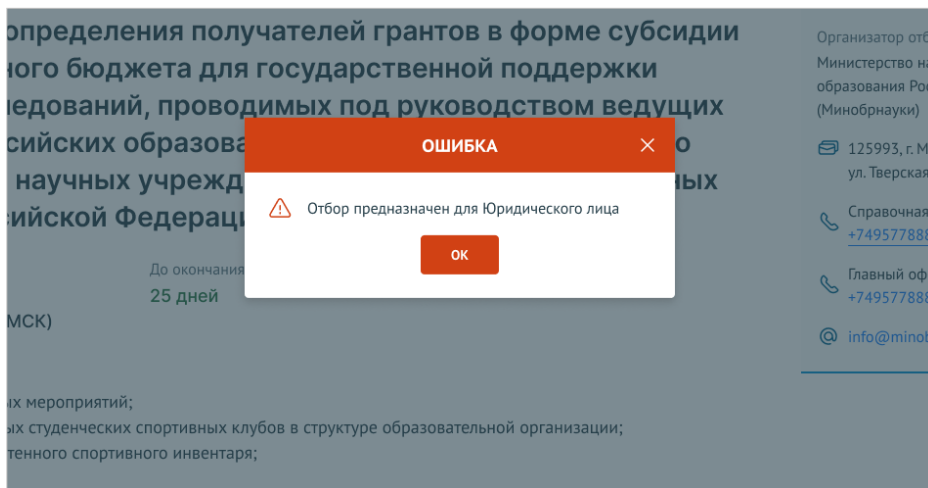 определения получателей грантов в форме субсидии
ного бюджета для государственной поддержки
ледований, проводимых под руководством ведущих
сийских образова
о
научных учрежд
ных
сийской Федераци
ОШИБКА
Отбор предназначен для Юридического лица
ОК
До окончания
25 дней
МСК)
ых мероприятий;
ых студенческих спортивных клубов в структуре образовательной организации;
тенного спортивного инвентаря;
Организатор отб
Министерство на
образования Рос
(Минобрнауки)
125993, г. М
ул. Тверская
Справочная
+749577888
Главный оф
+749577888
info@minob